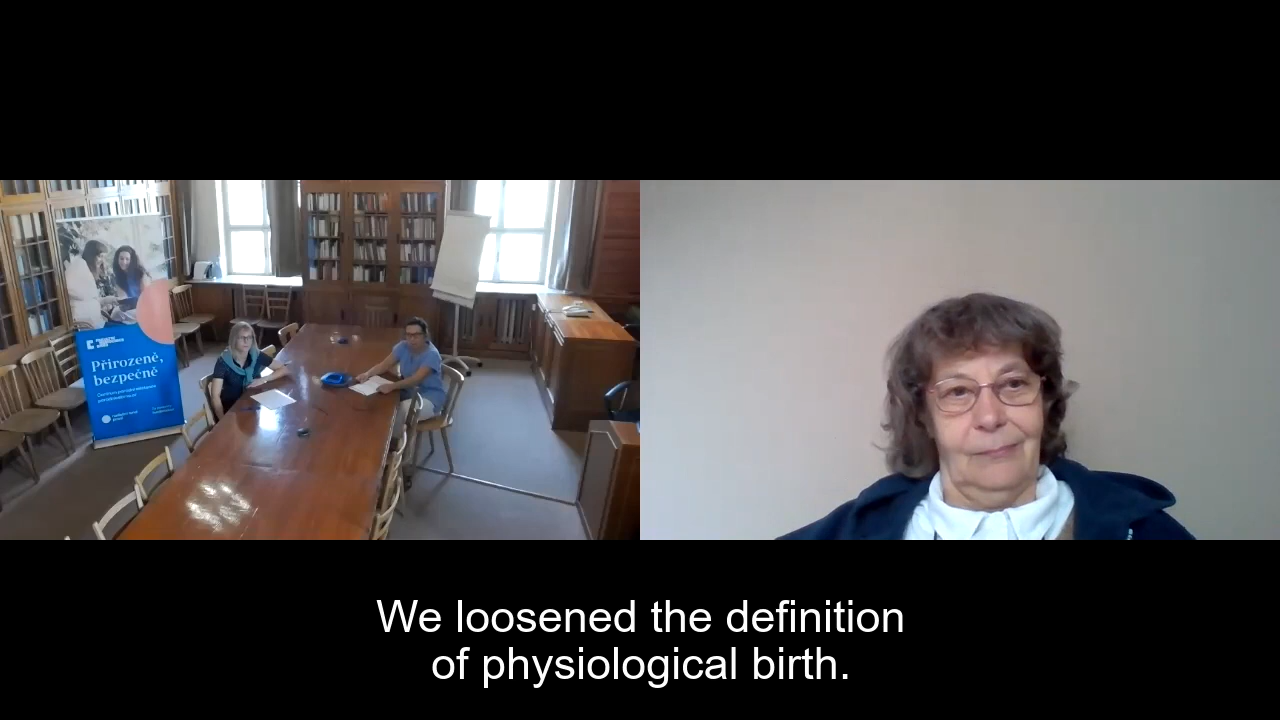 Přirozeně,
bezpečně
We loosened the definition
of physiological birth.